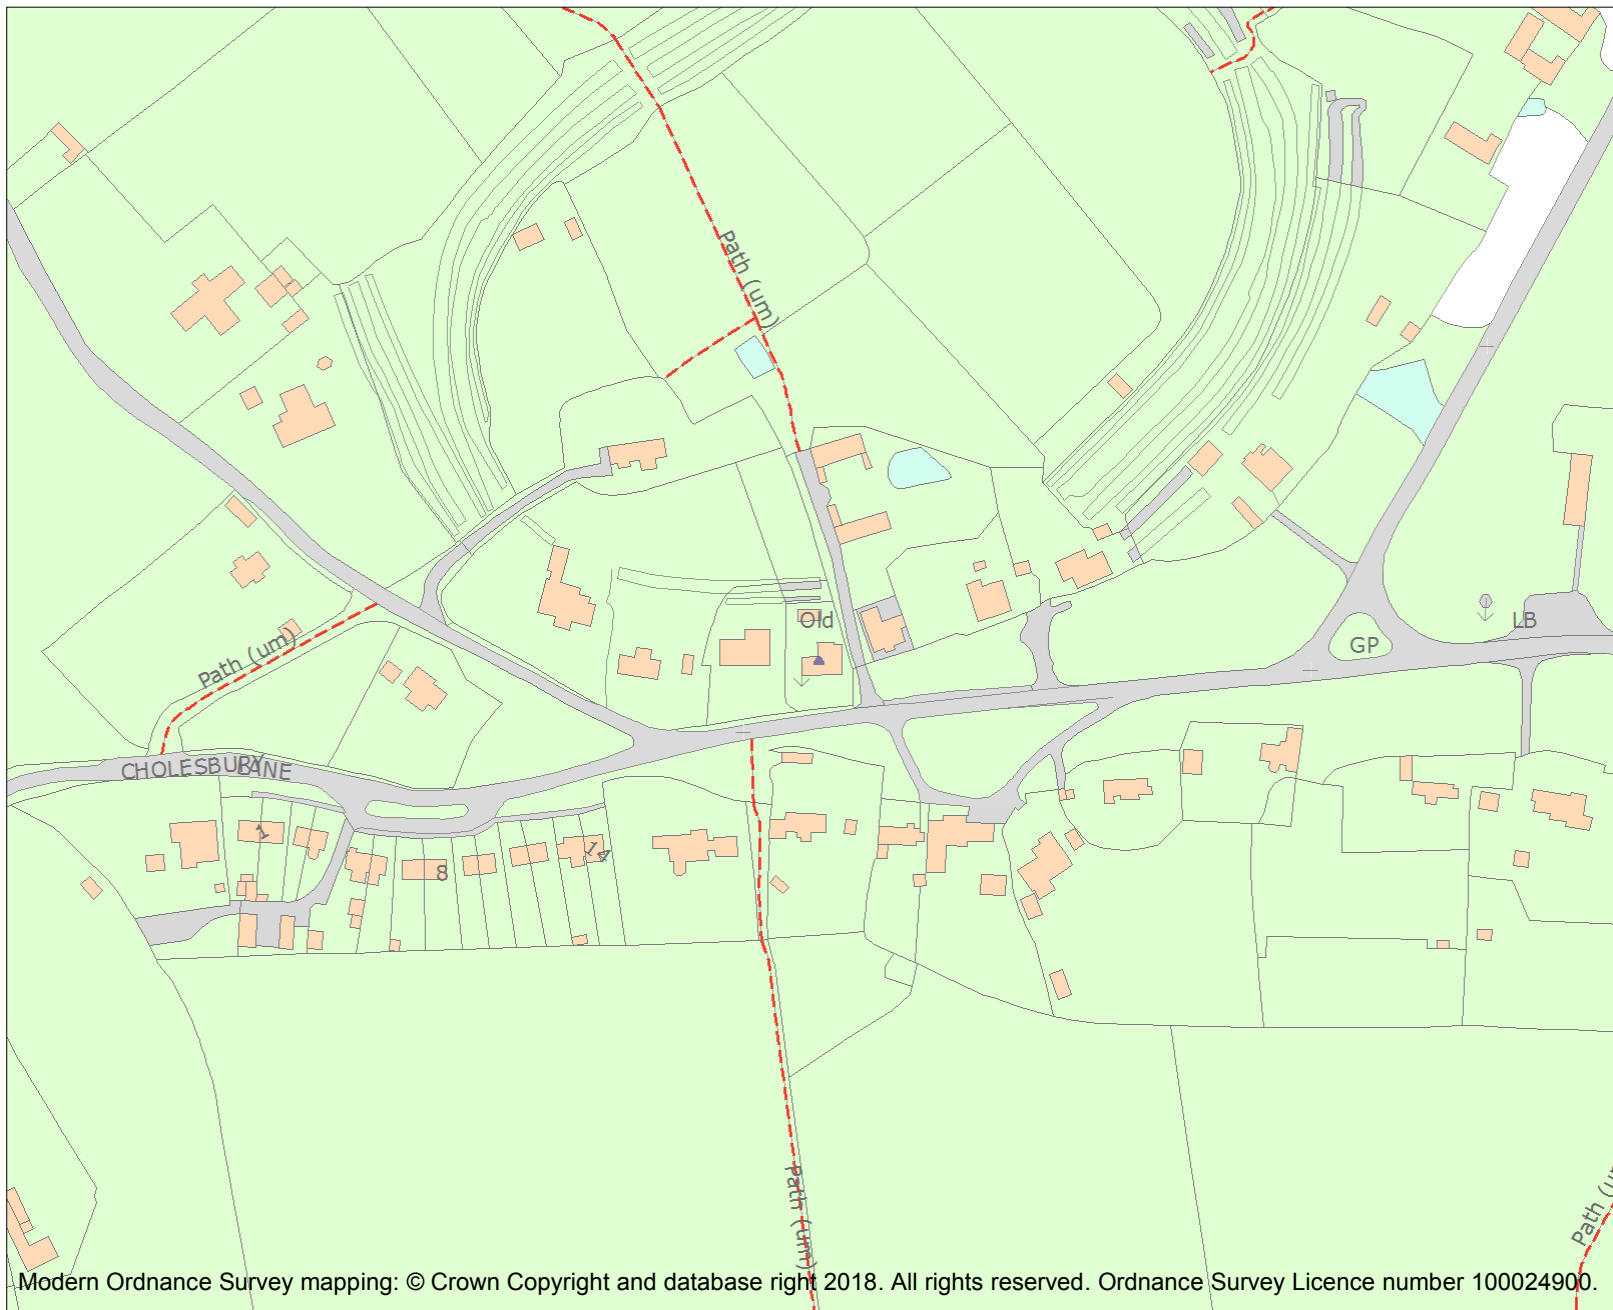 Path (um)
Old
LB
GP
Path (um)
CHOLESBURY
LANE
1
14
8
Path (um)
Path (u
Modern Ordnance Survey mapping: © Crown Copyright and database right 2018. All rights reserved. Ordnance Survey Licence number 100024900.